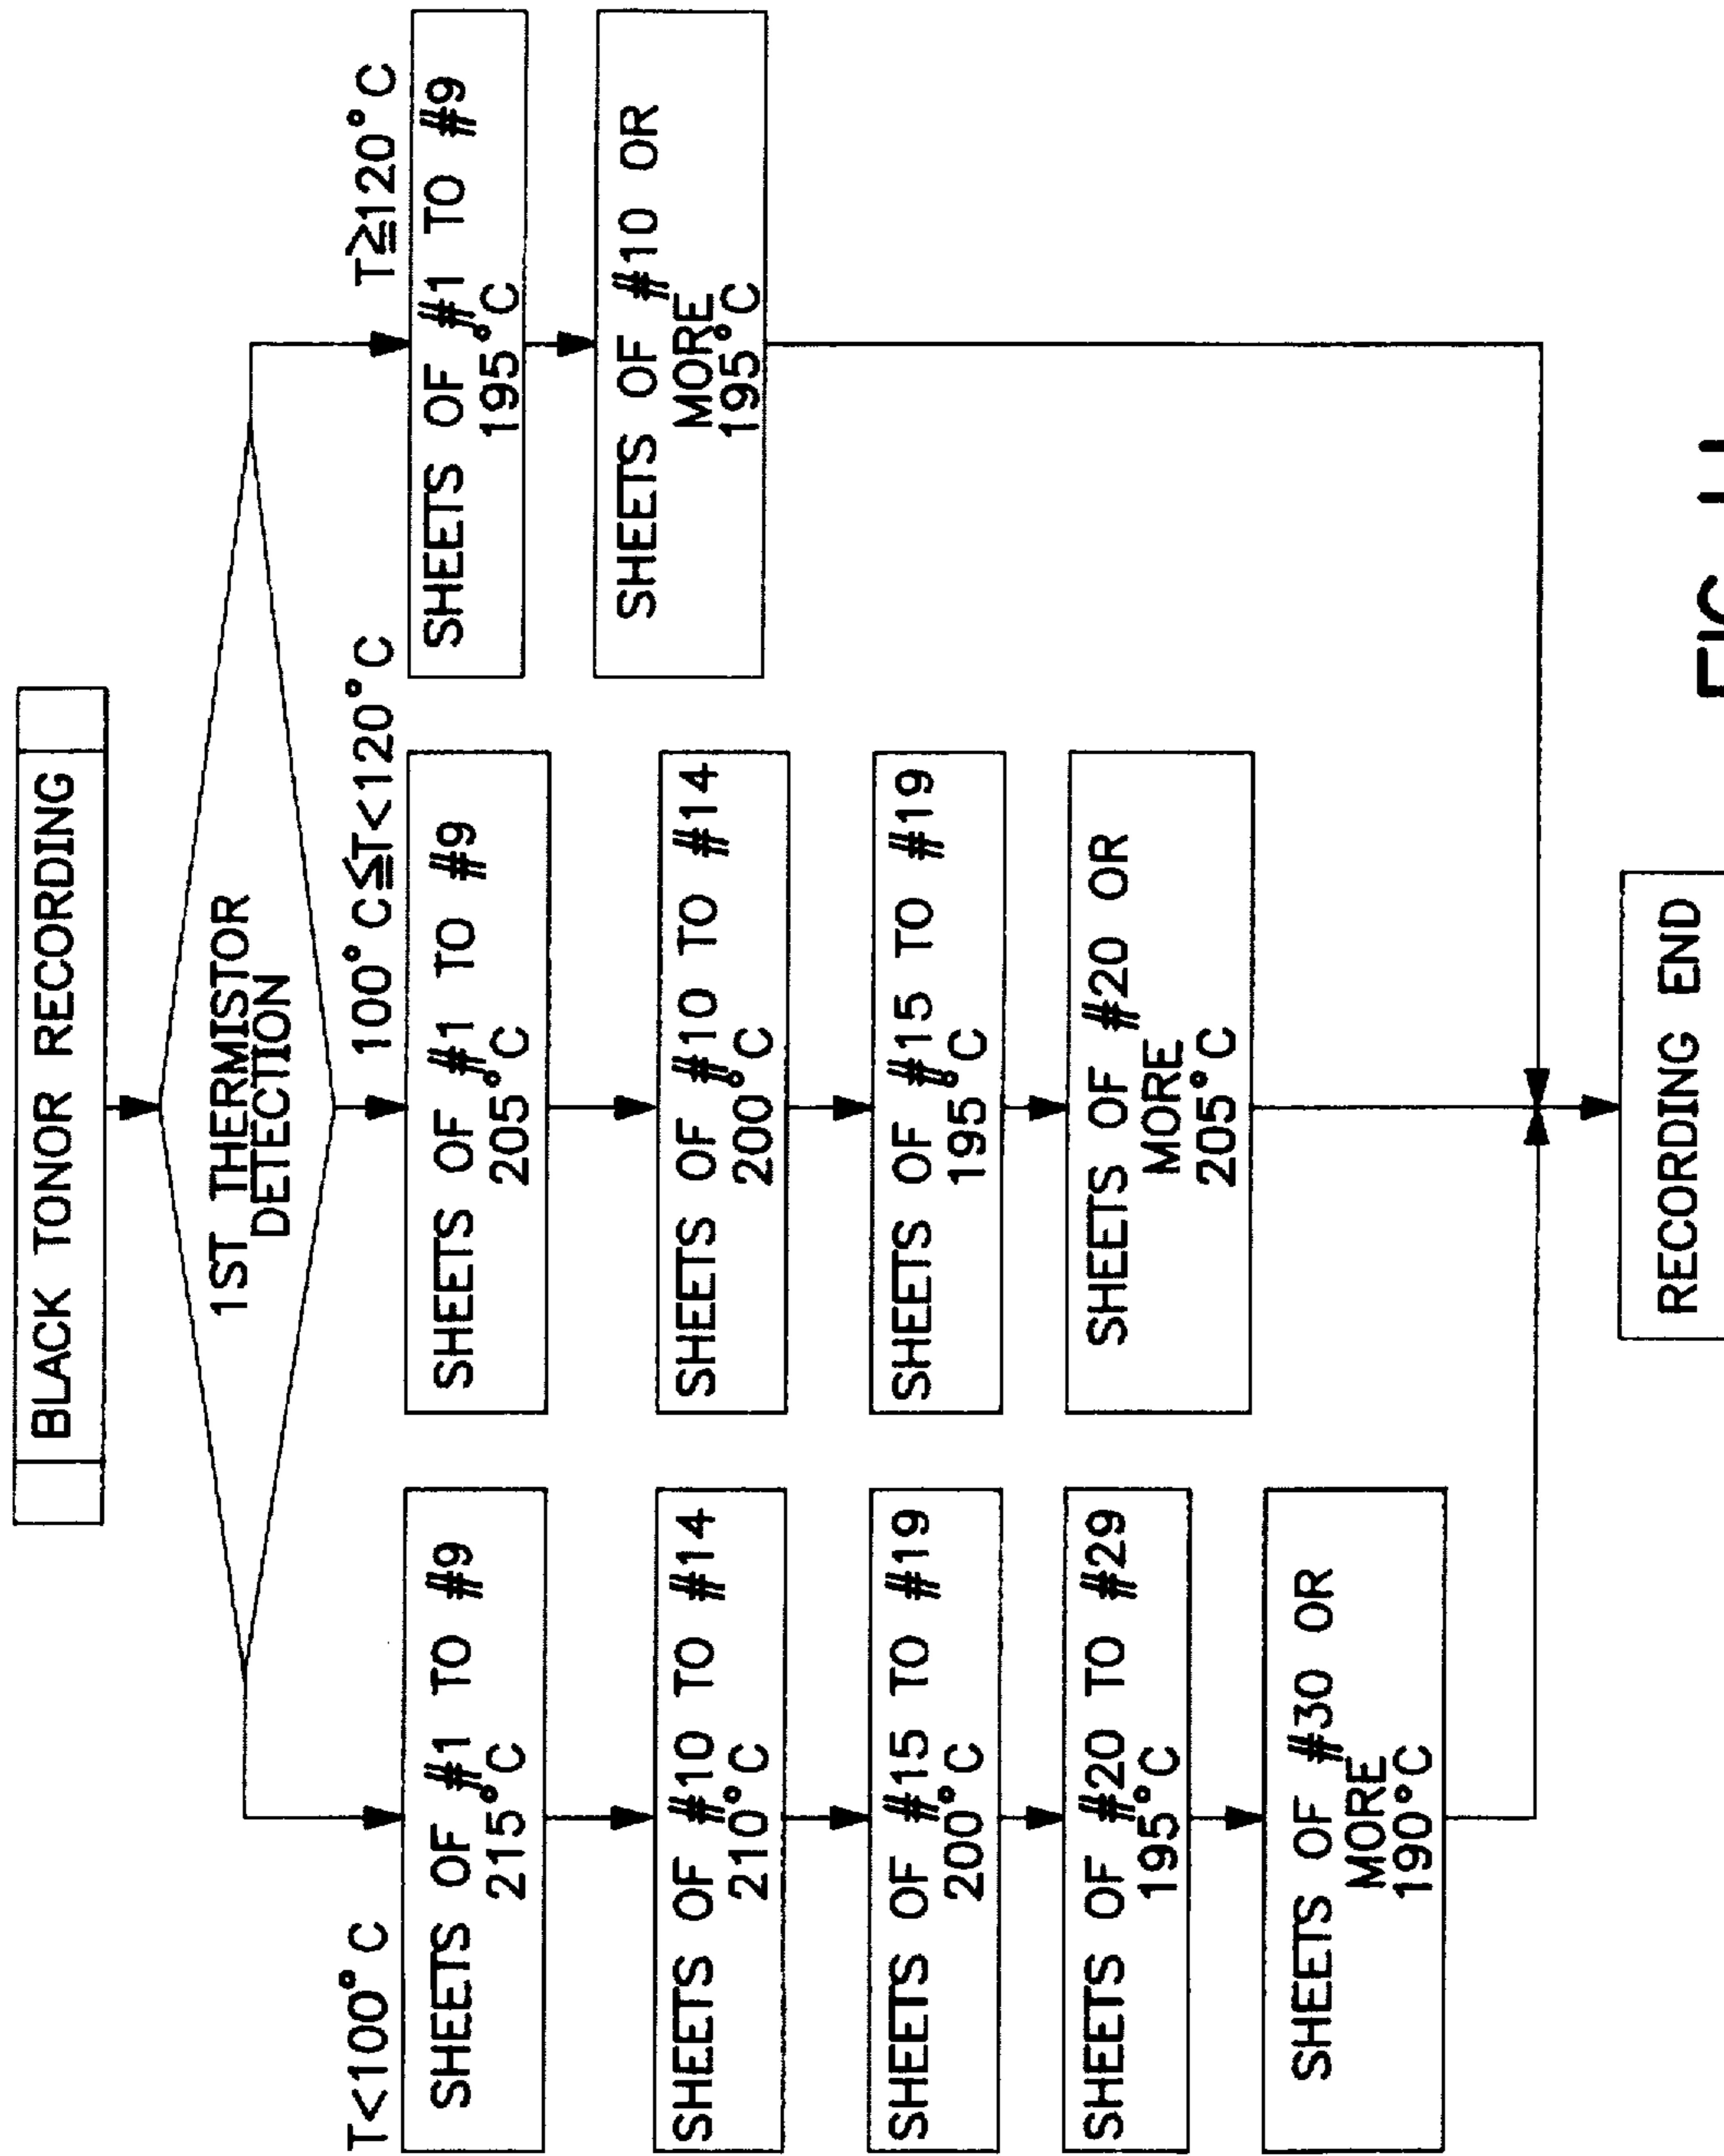 BLACK TONOR RECORDING
1ST THERMISTOR
DETECTION
T<100°C
SHEETS OF #1 TO #9
215°C
SHEETS OF #10 TO #14
210°C
SHEETS OF #15 TO #19
200°C
SHEETS OF #20 TO #29
195°C
SHEETS OF #30 OR
MORE
190°C
100°C≦T<120°C
SHEETS OF #1 TO #9
205°C
SHEETS OF #10 TO #14
200°C
SHEETS OF #15 TO #19
195°C
SHEETS OF #20 OR
MORE
205°C
T≧120°C
SHEETS OF #1 TO #9
195°C
SHEETS OF #10 OR
MORE
195°C
RECORDING END